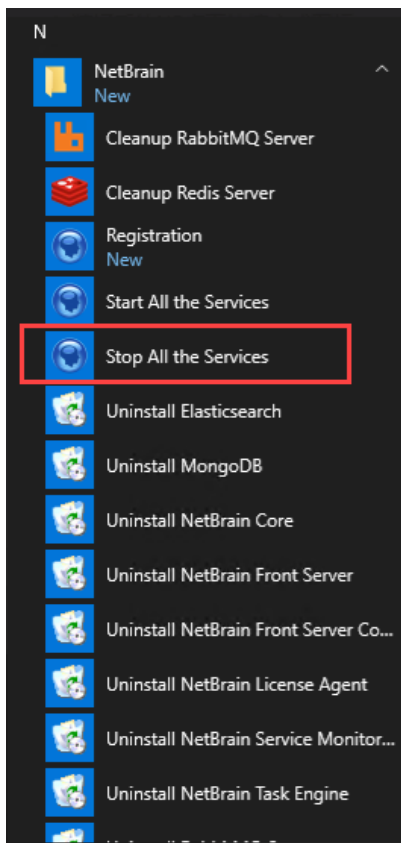 N
NetBrain
New
Cleanup RabbitMQ Server
Cleanup Redis Server
Registration
New
Start All the Services
Stop All the Services
Uninstall Elasticsearch
Uninstall MongoDB
Uninstall NetBrain Core
Uninstall NetBrain Front Server
Uninstall NetBrain Front Server Co...
Uninstall NetBrain License Agent
Uninstall NetBrain Service Monitor...
Uninstall NetBrain Task Engine